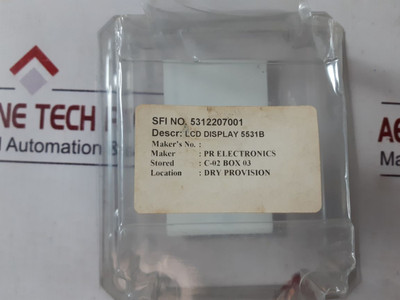 SFI NO. 5312207001
Descr: LCD DISPLAY 5531B
Maker's No. :
Maker : PR ELECTRONICS
Stored : C-02 BOX 03
Location : DRY PROVISION
NE TECH
Automation &
AE
Marine